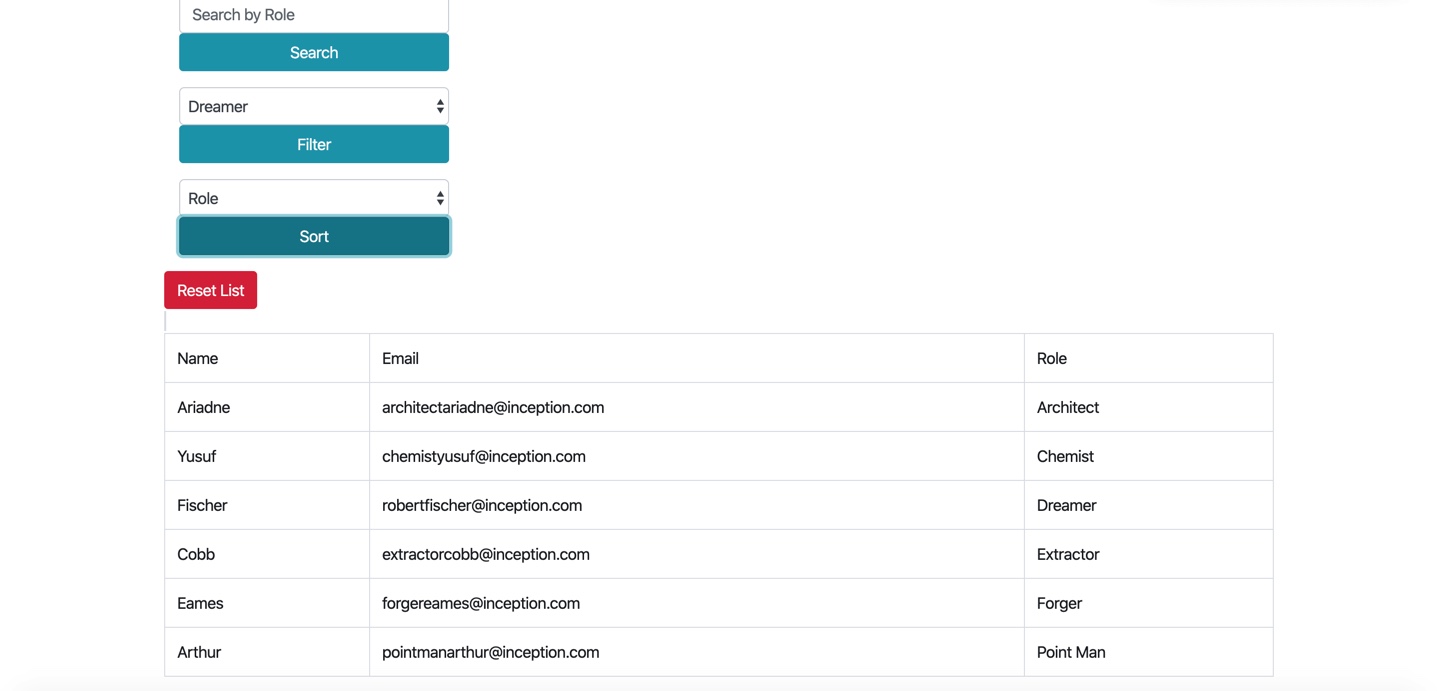 Search by Role
Search
Dreamer
Filter
Role
Sort
Reset List
Name Email Role
Ariadne architectariadne@inception.com Architect
Yusuf chemistyusuf@inception.com Chemist
Fischer robertfischer@inception.com Dreamer
Cobb extractorcobb@inception.com Extractor
Eames forgereames@inception.com Forger
Arthur pointmanarthur@inception.com Point Man